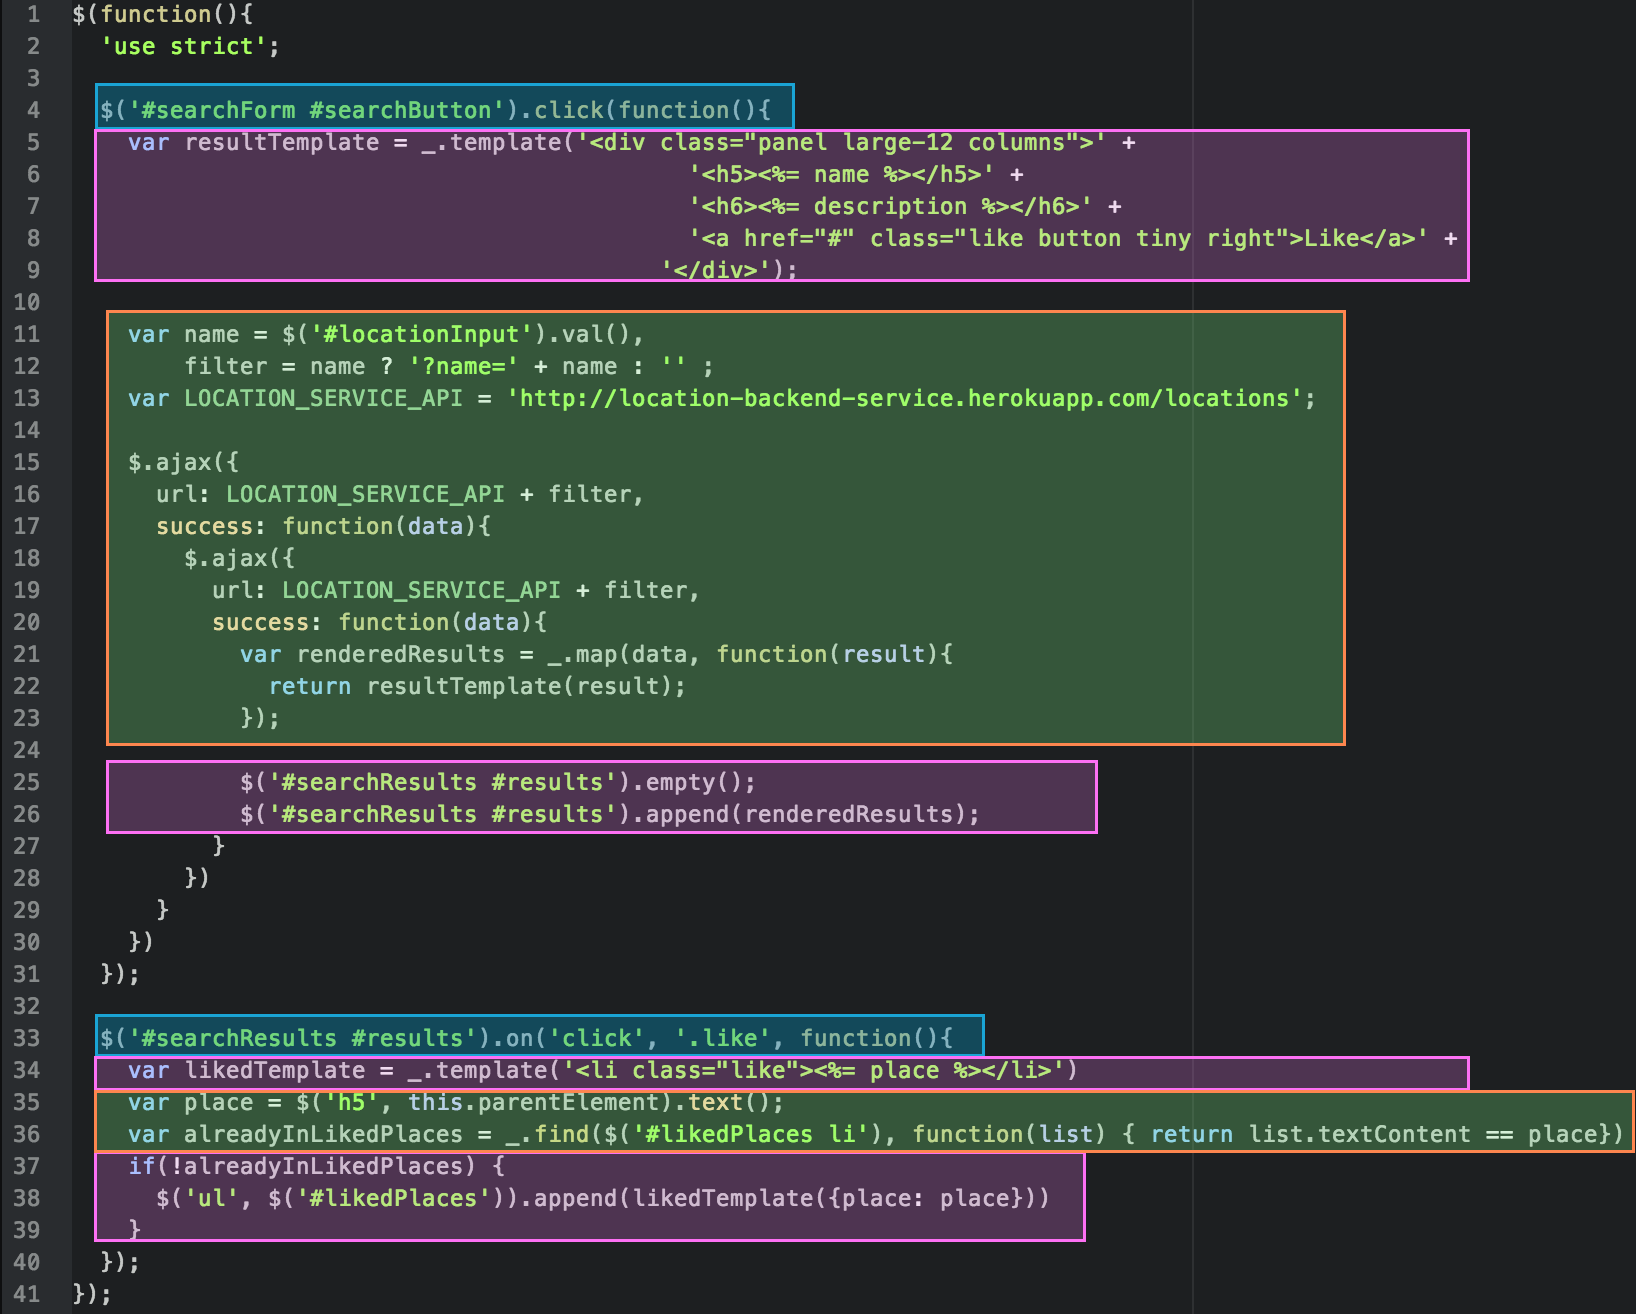 1 $(function(){
2   'use strict';
3
4   $('#searchForm #searchButton').click(function(){
5     var resultTemplate = _.template('<div class="panel large-12 columns">' +
6                                             '<h5><%= name %></h5>' +
7                                             '<h6><%= description %></h6>' +
8                                             '<a href="#" class="like button tiny right">Like</a>' +
9                                           '</div>');
10
11     var name = $('#locationInput').val(),
12         filter = name ? '?name=' + name : '' ;
13     var LOCATION_SERVICE_API = 'http://location-backend-service.herokuapp.com/locations';
14
15     $.ajax({
16       url: LOCATION_SERVICE_API + filter,
17       success: function(data){
18         $.ajax({
19           url: LOCATION_SERVICE_API + filter,
20           success: function(data){
21             var renderedResults = _.map(data, function(result){
22               return resultTemplate(result);
23             });
24
25             $('#searchResults #results').empty();
26             $('#searchResults #results').append(renderedResults);
27           }
28         })
29       }
30     })
31   });
32
33   $('#searchResults #results').on('click', '.like', function(){
34     var likedTemplate = _.template('<li class="like"><%= place %></li>')
35     var place = $('h5', this.parentElement).text();
36     var alreadyInLikedPlaces = _.find($('#likedPlaces li'), function(list) { return list.textContent == place})
37     if(!alreadyInLikedPlaces) {
38       $('ul', $('#likedPlaces')).append(likedTemplate({place: place}))
39     }
40   });
41 });